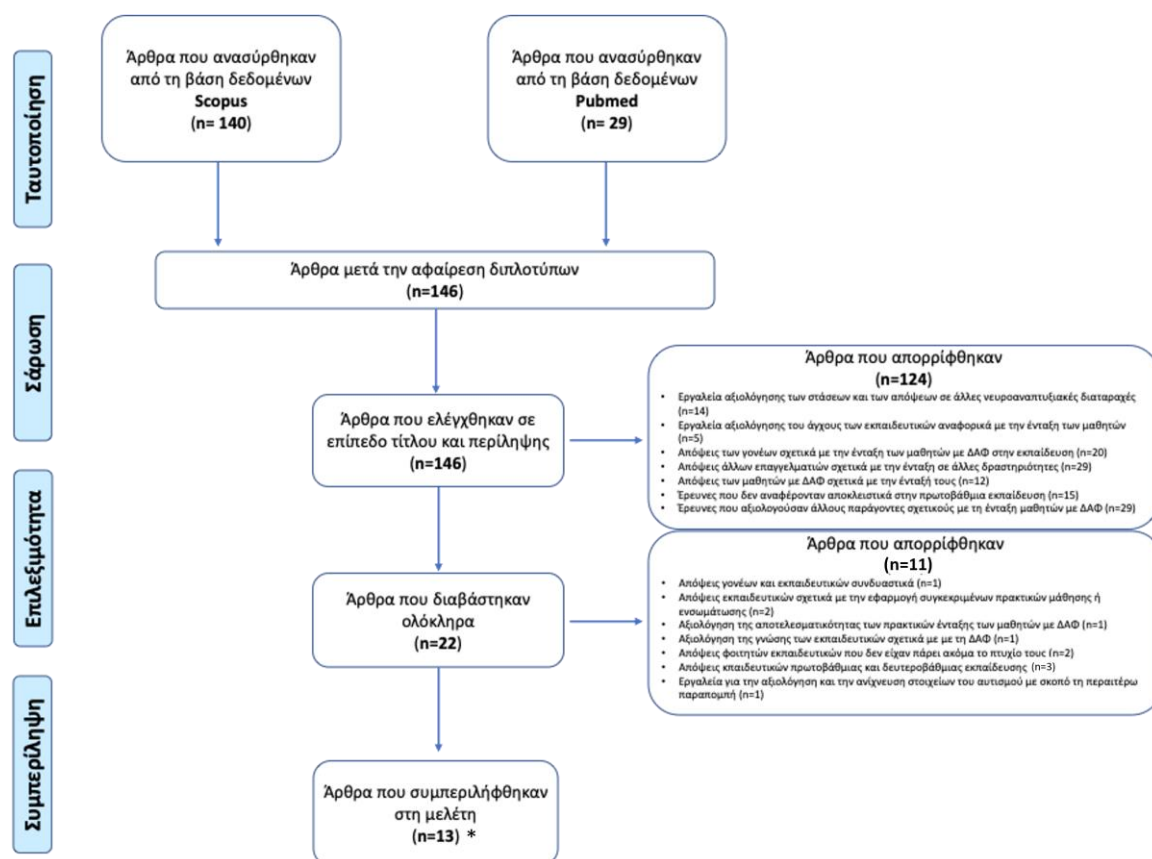 Ταυτοποίηση
Άρθρα που ανασύρθηκαν
από τη βάση δεδομένων
Scopus
(n= 140)
Άρθρα που ανασύρθηκαν
από τη βάση δεδομένων
Pubmed
(n= 29)
Σάρωση
Άρθρα μετά την αφαίρεση διπλοτύπων
(n=146)
Άρθρα που ελέγχθηκαν σε
επίπεδο τίτλου και περίληψης
(n=146)
Άρθρα που απορρίφθηκαν
(n=124)
• Εργαλεία αξιολόγησης των στάσεων και των απόψεων σε άλλες νευροαναπτυξιακές διαταραχές
(n=14)
• Εργαλεία αξιολόγησης του άγχους των εκπαιδευτικών αναφορικά με την ένταξη των μαθητών
(n=5)
• Απόψεις των γονέων σχετικά με την ένταξη των μαθητών με ΔΑΦ στην εκπαίδευση (n=20)
• Απόψεις άλλων επαγγελματιών σχετικά με την ένταξη σε άλλες δραστηριότητες (n=29)
• Απόψεις των μαθητών με ΔΑΦ σχετικά με την ένταξή τους (n=12)
• Έρευνες που δεν αναφέρονταν αποκλειστικά στην πρωτοβάθμια εκπαίδευση (n=15)
• Έρευνες που αξιολογούσαν άλλους παράγοντες σχετικούς με τη ένταξη μαθητών με ΔΑΦ (n=29)
Επιλεξιμότητα
Άρθρα που διαβάστηκαν
ολόκληρα
(n=22)
Άρθρα που απορρίφθηκαν
(n=11)
• Απόψεις γονέων και εκπαιδευτικών συνδυαστικά (n=1)
• Απόψεις εκπαιδευτικών σχετικά με την εφαρμογή συγκεκριμένων πρακτικών μάθησης ή
ενσωμάτωσης (n=2)
• Αξιολόγηση της αποτελεσματικότητας των πρακτικών ένταξης των μαθητών με ΔΑΦ (n=1)
• Αξιολόγηση της γνώσης των εκπαιδευτικών σχετικά με με τη ΔΑΦ (n=1)
• Απόψεις φοιτητών εκπαιδευτικών που δεν είχαν πάρει ακόμα το πτυχίο τους (n=2)
• Απόψεις κπαιδευτικών πρωτοβάθμιας και δευτεροβάθμιας εκπαίδευσης (n=3)
• Εργαλεία για την αξιολόγηση και την ανίχνευση στοιχείων του αυτισμό με σκοπό τη περαιτέρω
παραπομπή (n=1)
Συμπερίληψη
Άρθρα που συμπεριλήφθηκαν
στη μελέτη
(n=13) *